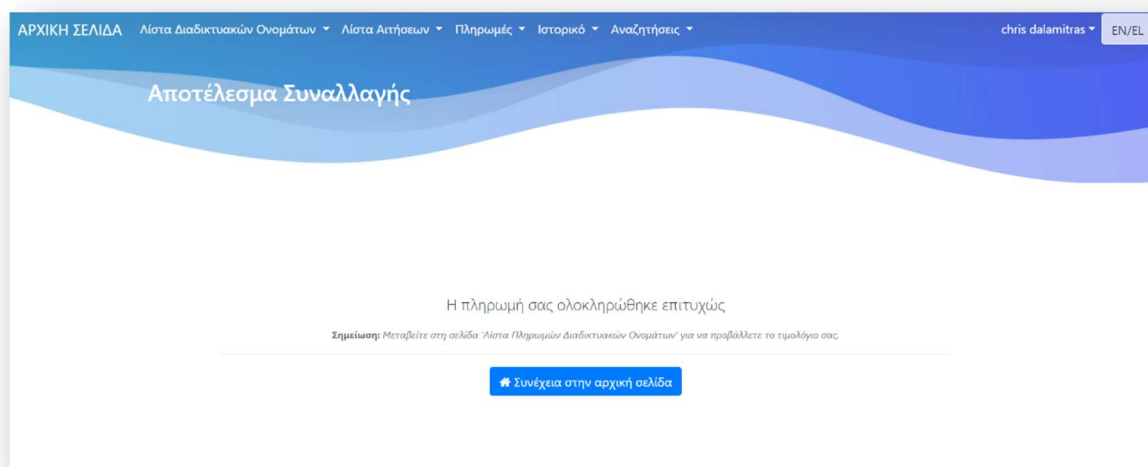 ΑΡΧΙΚΗ ΣΕΛΙΔΑ Λίστα Διαδικτυακών Ονομάτων Λίστα Αιτήσεων Πληρωμές Ιστορικό Αναζητήσεις chris dalamitras EN/EL
Αποτέλεσμα Συναλλαγής
Η πληρωμή σας ολοκληρώθηκε επιτυχώς
Σημείωση: Μεταβείτε στη σελίδα 'Λίστα Πληρωμών Διαδικτυακών Ονομάτων' για να προβάλλετε το τιμολόγιο σας.
Συνέχεια στην αρχική σελίδα